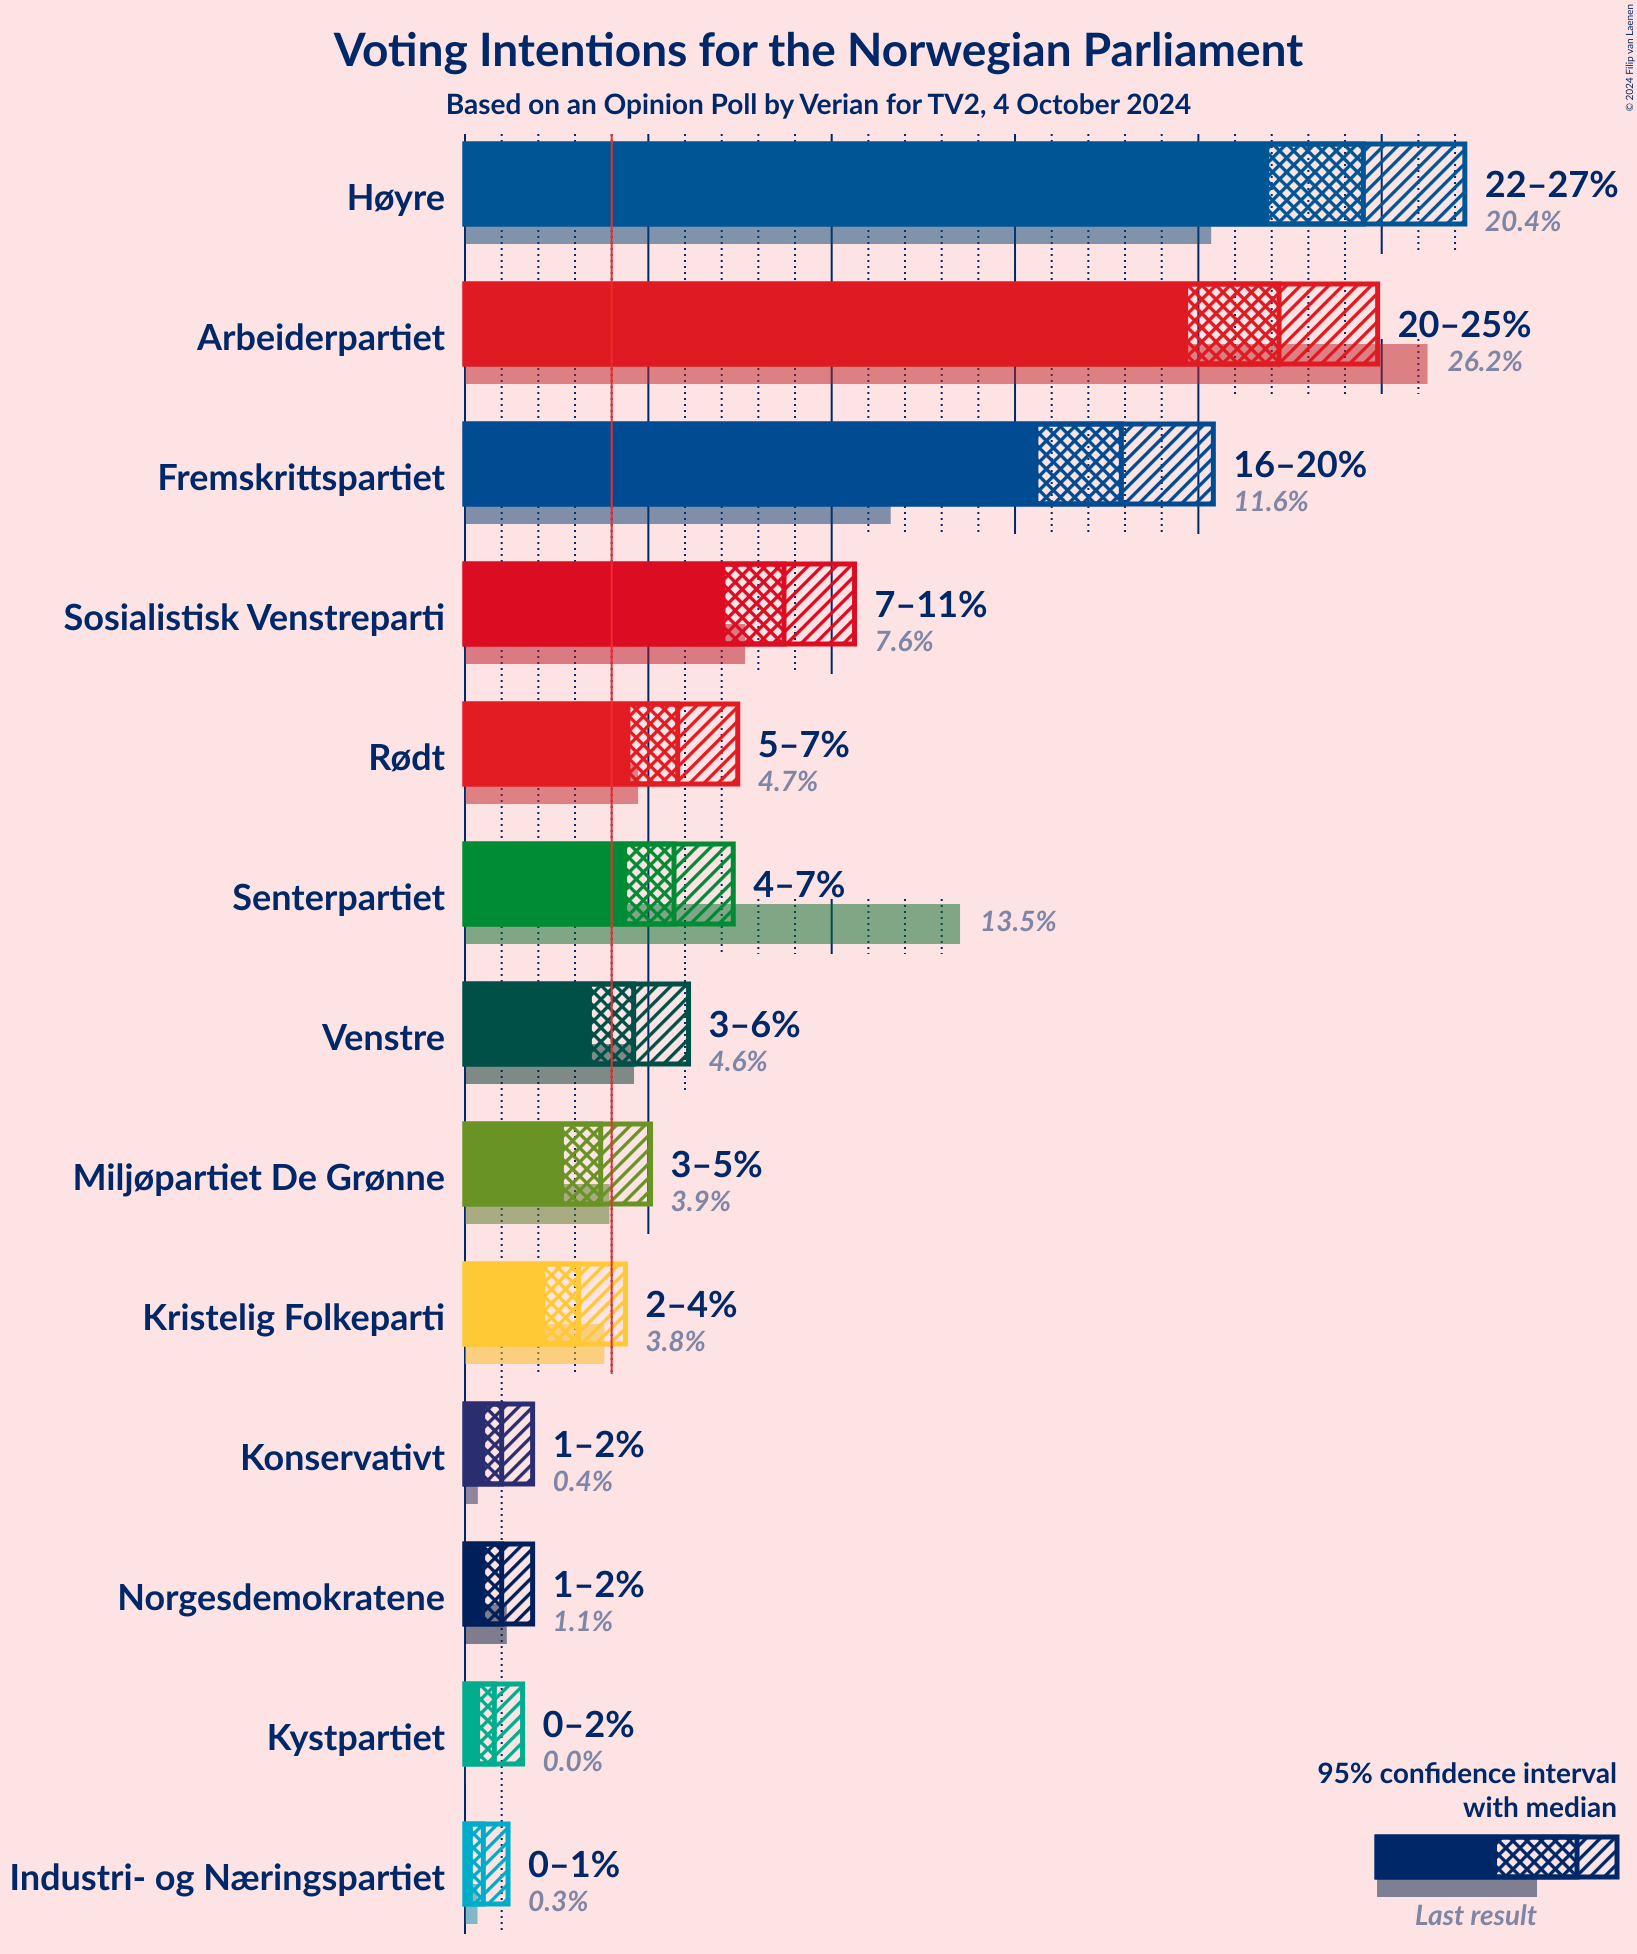 Voting Intentions for the Norwegian Parliament
Based on an Opinion Poll by Verian for TV2, 4 October 2024
© 2024 Filip van Laenen
Høyre
22–27%
20.4%
Arbeiderpartiet
20–25%
26.2%
Fremskrittspartiet
16–20%
11.6%
Sosialistisk Venstreparti
7–11%
7.6%
Rødt
5–7%
4.7%
Senterpartiet
4–7%
13.5%
Venstre
3–6%
4.6%
Miljøpartiet De Grønne
3–5%
3.9%
Kristelig Folkeparti
2–4%
3.8%
Konservativt
1–2%
0.4%
Norgesdemokratene
1–2%
1.1%
Kystpartiet
0–2%
0.0%
Industri- og Næringspartiet
0–1%
0.3%
95% confidence interval
with median
Last result